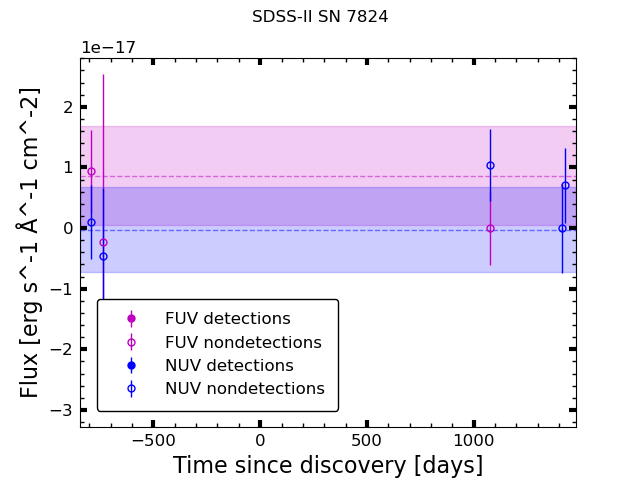 SDSS-II SN 7824
1e−17
Flux [erg s^-1 Å^-1 cm^-2]
2
1
0
−1
−2
−3
FUV detections
FUV nondetections
NUV detections
NUV nondetections
−500
0
500
1000
Time since discovery [days]